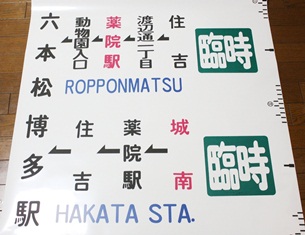 臨時
住吉
渡辺通一丁目
薬院駅
動物園入口
六本松
ROPPONMATSU
臨時
城南
薬院駅
住吉
博多駅
HAKATA STA.